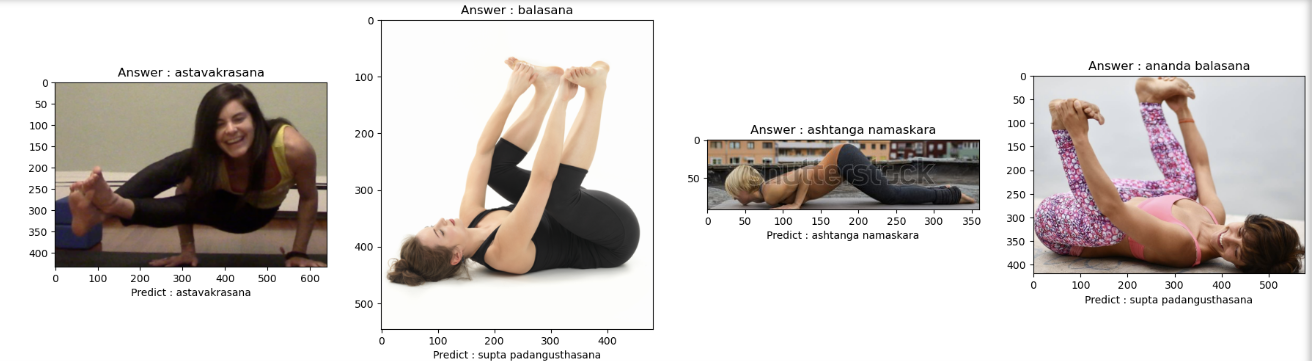 Answer : astavakrasana
0
50
100
150
200
250
300
350
400
0 100 200 300 400 500 600
Predict : astavakrasana
Answer : balasana
0
100
200
300
400
500
0 100 200 300 400
Predict : supta padangusthasana
Answer : ashtanga namaskara
0
50
0 50 100 150 200 250 300 350
Predict : ashtanga namaskara
Answer : ananda balasana
0
50
100
150
200
250
300
350
400
0 100 200 300 400 500
Predict : supta padangusthasana